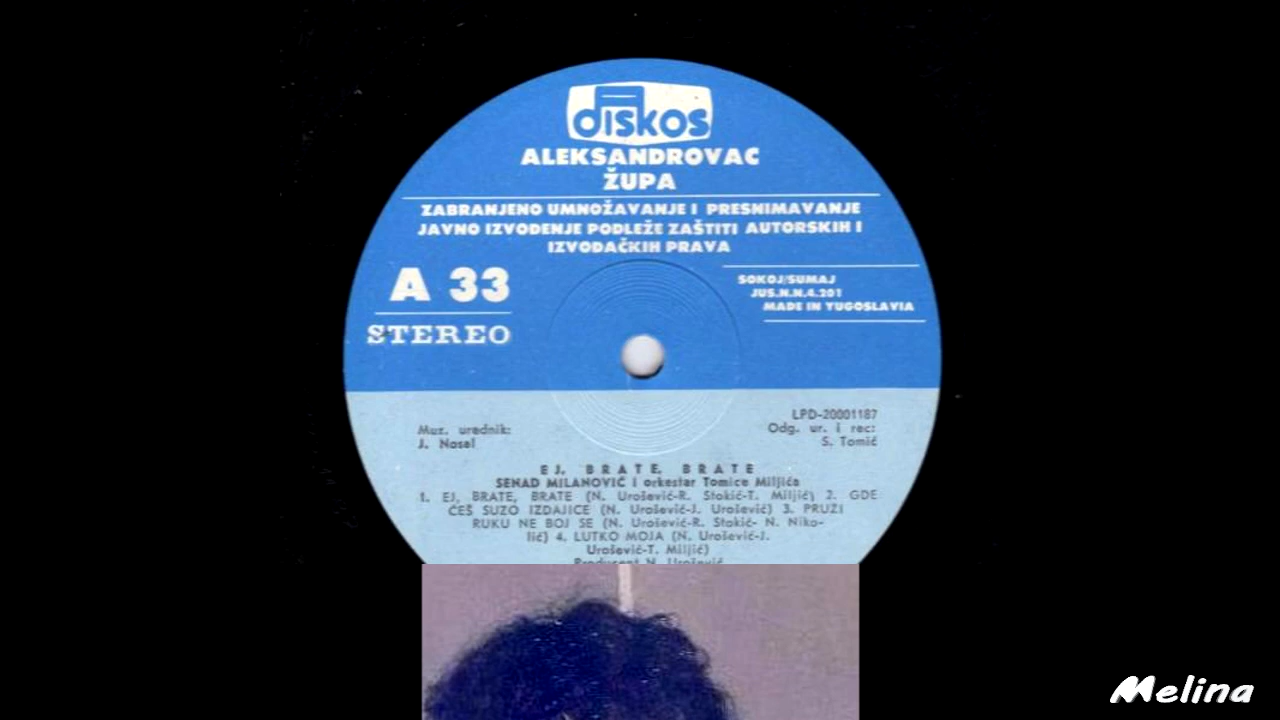 DISKOS
ALEKSANDROVAC
ŽUPA
ZABRANJENO UMNOŽAVANJE I PRESNIMAVANJE
JAVNO IZVOĐENJE PODLEŽE ZAŠTITI AUTORSKIH I
IZVOĐAČKIH PRAVA
A 33
STEREO
SOKOJ/SUMAJ
JUS.N.N.4.201
MADE IN YUGOSLAVIA
Muz. urednik:
J. Nosel
LPD-20001187
Odg. ur. i rec:
S. Tomić
EJ, BRATE, BRATE
SENAD MILANOVIĆ i orkestar Tomice Miljića
1. EJ, BRATE, BRATE (N. Urošević-R. Stokić-T. Miljić) 2. GDE
ĆEŠ SUZO IZDAJICE (N. Urošević-J. Urošević) 3. PRUŽI
RUKU NE BOJ SE (N. Urošević-R. Stokić- N. Niko-
lić) 4. LUTKO MOJA (N. Urošević-J.
Urošević-T. Miljić)
Producent N. Urošević
Melina